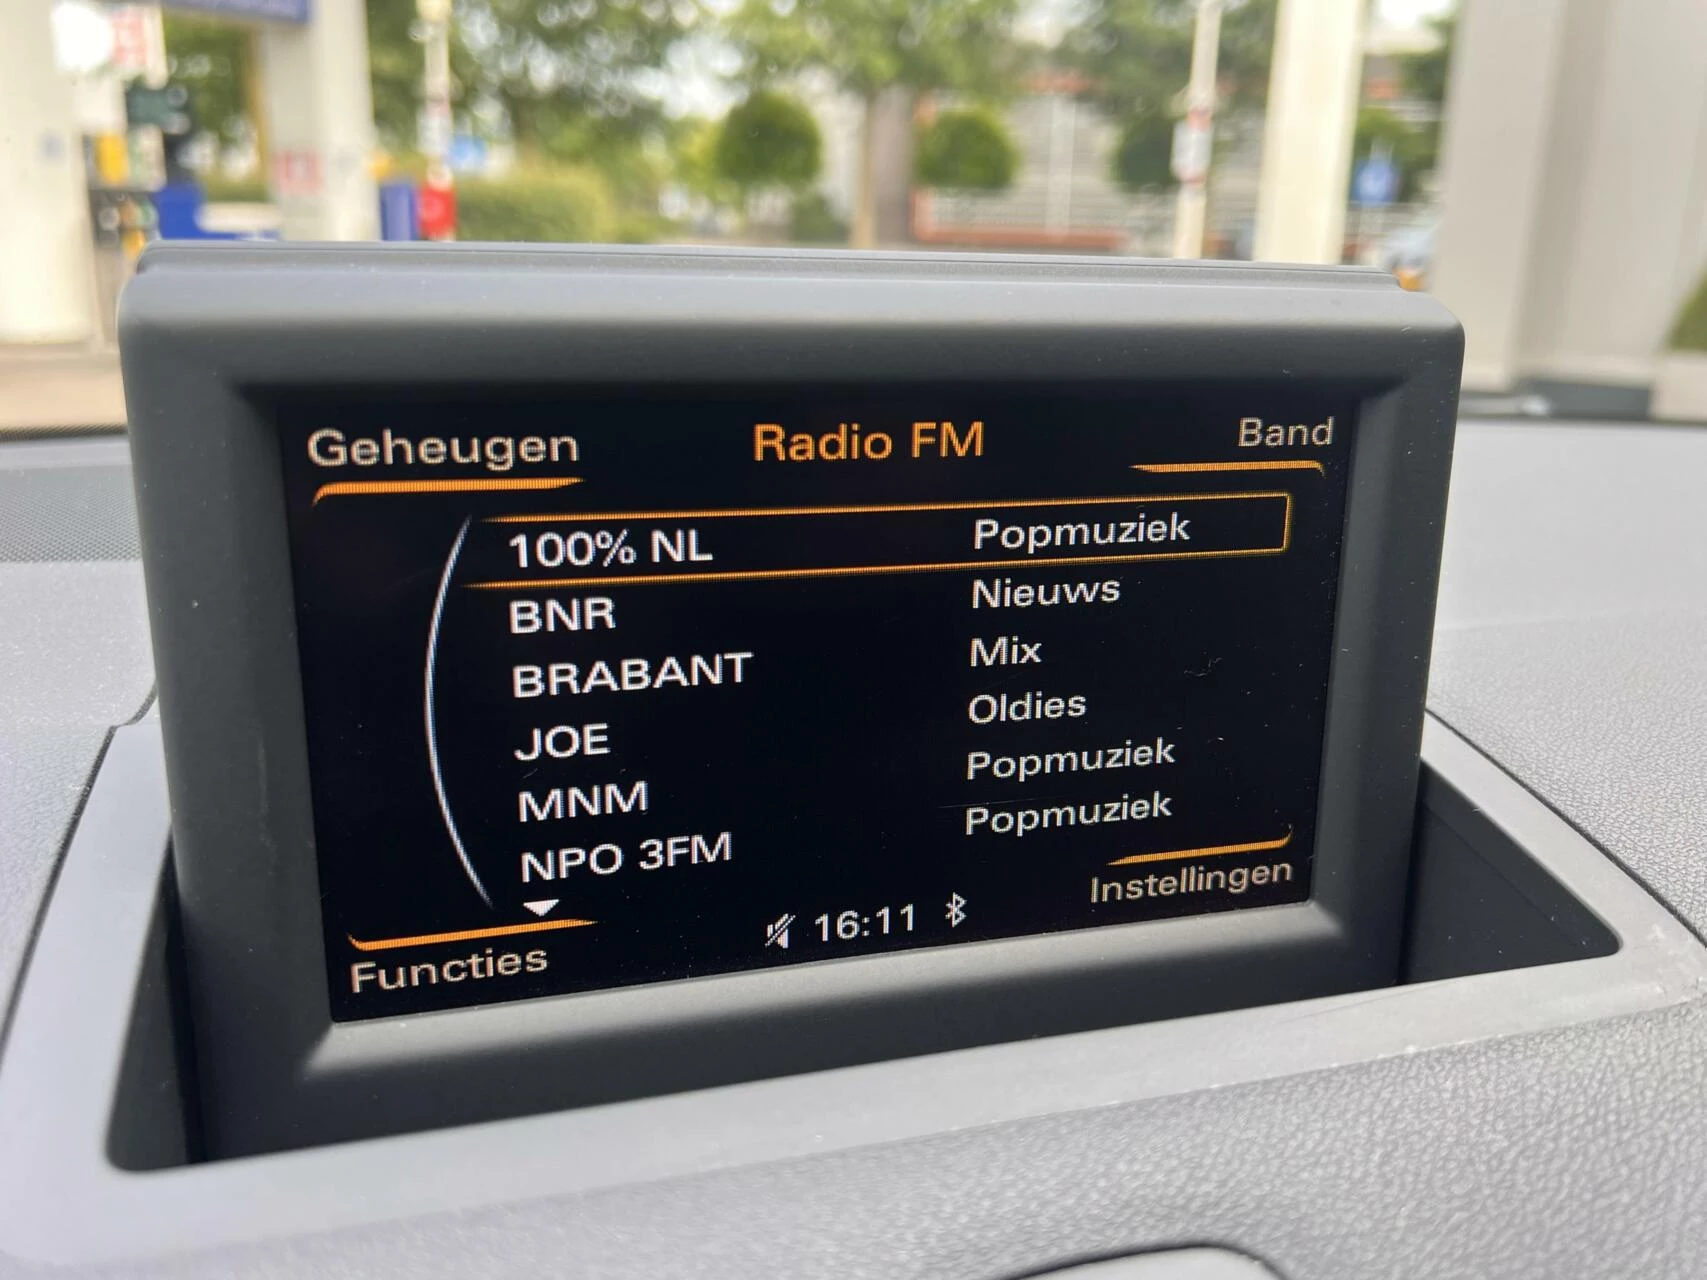 Geheugen Radio FM Band
100% NL Popmuziek
BNR Nieuws
BRABANT Mix
JOE Oldies
MNM Popmuziek
NPO 3FM Popmuziek
Functies 16:11 Instellingen